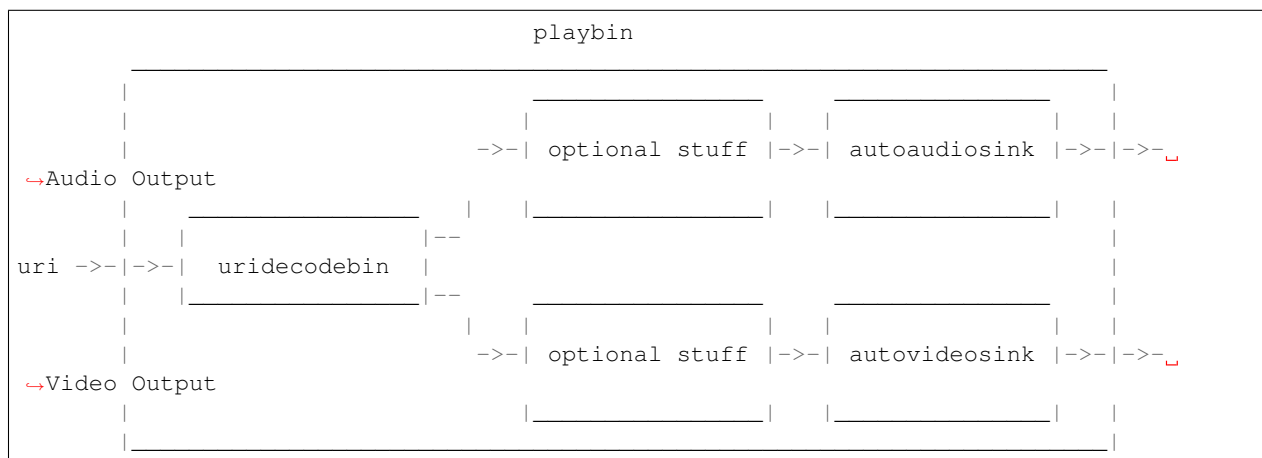 playbin
->-| optional stuff |->-| autoaudiosink |->-|->-␣
↪Audio Output
uri ->-|->-| uridecodebin |
->-| optional stuff |->-| autovideosink |->-|->-␣
↪Video Output